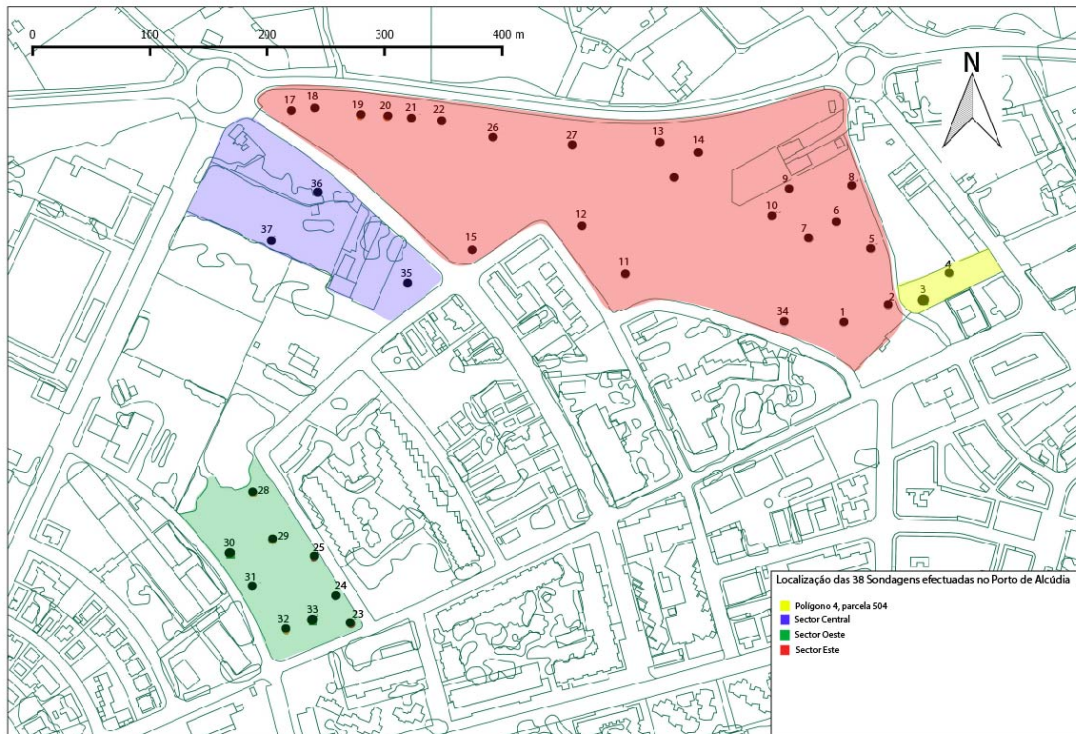 0 100 200 300 400 m
N
17 18 19 20 21 22
26 27 13 14
36 9 8
10 6
12 7
37 15 5
11 4
35 3
2
34 1
28
29
30 25
31 24
33 23
32
Localização das 38 Sondagens efectuadas no Porto de Alcúdia
Polígono 4, parcela 504
Sector Central
Sector Oeste
Sector Este